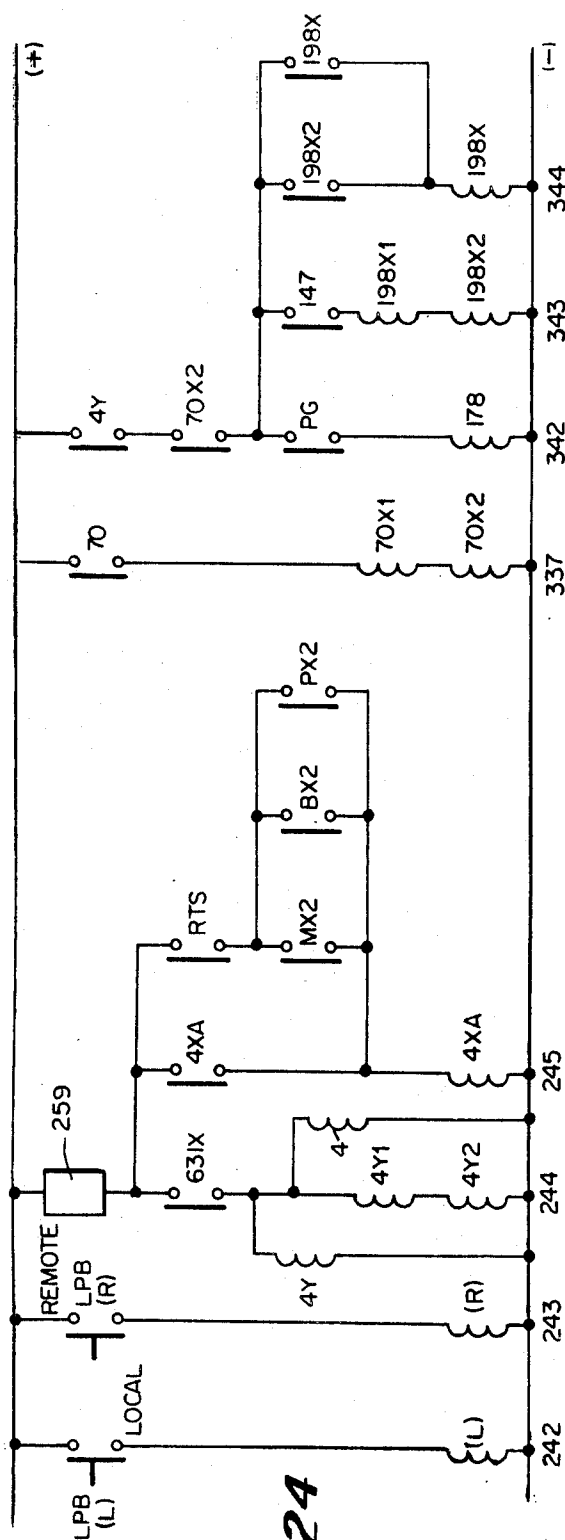 (+)
LPB
(L)
LOCAL
REMOTE
LPB
(R)
259
70
4Y
631X
4XA
RTS
70X2
4Y
4
MX2
BX2
PX2
PG
147
198X2
198X
4Y1
4Y2
4XA
70X1
70X2
178
198X1
198X2
198X
(L)
(R)
(-)
242
243
244
245
337
342
343
344
24